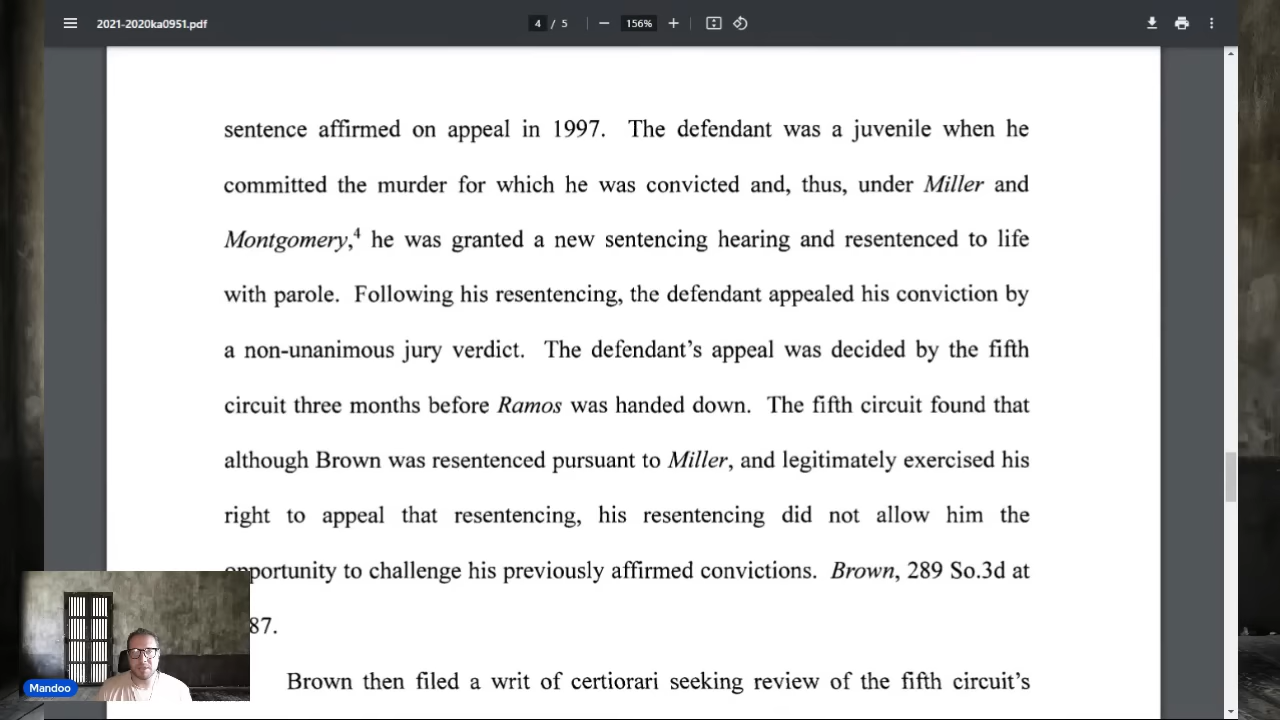 2021-2020ka0951.pdf
4 / 5
156%
sentence affirmed on appeal in 1997. The defendant was a juvenile when he
committed the murder for which he was convicted and, thus, under Miller and
Montgomery,4 he was granted a new sentencing hearing and resentenced to life
with parole. Following his resentencing, the defendant appealed his conviction by
a non-unanimous jury verdict. The defendant's appeal was decided by the fifth
circuit three months before Ramos was handed down. The fifth circuit found that
although Brown was resentenced pursuant to Miller, and legitimately exercised his
right to appeal that resentencing, his resentencing did not allow him the
opportunity to challenge his previously affirmed convictions. Brown, 289 So.3d at
87.
Brown then filed a writ of certiorari seeking review of the fifth circuit's
Mandoo